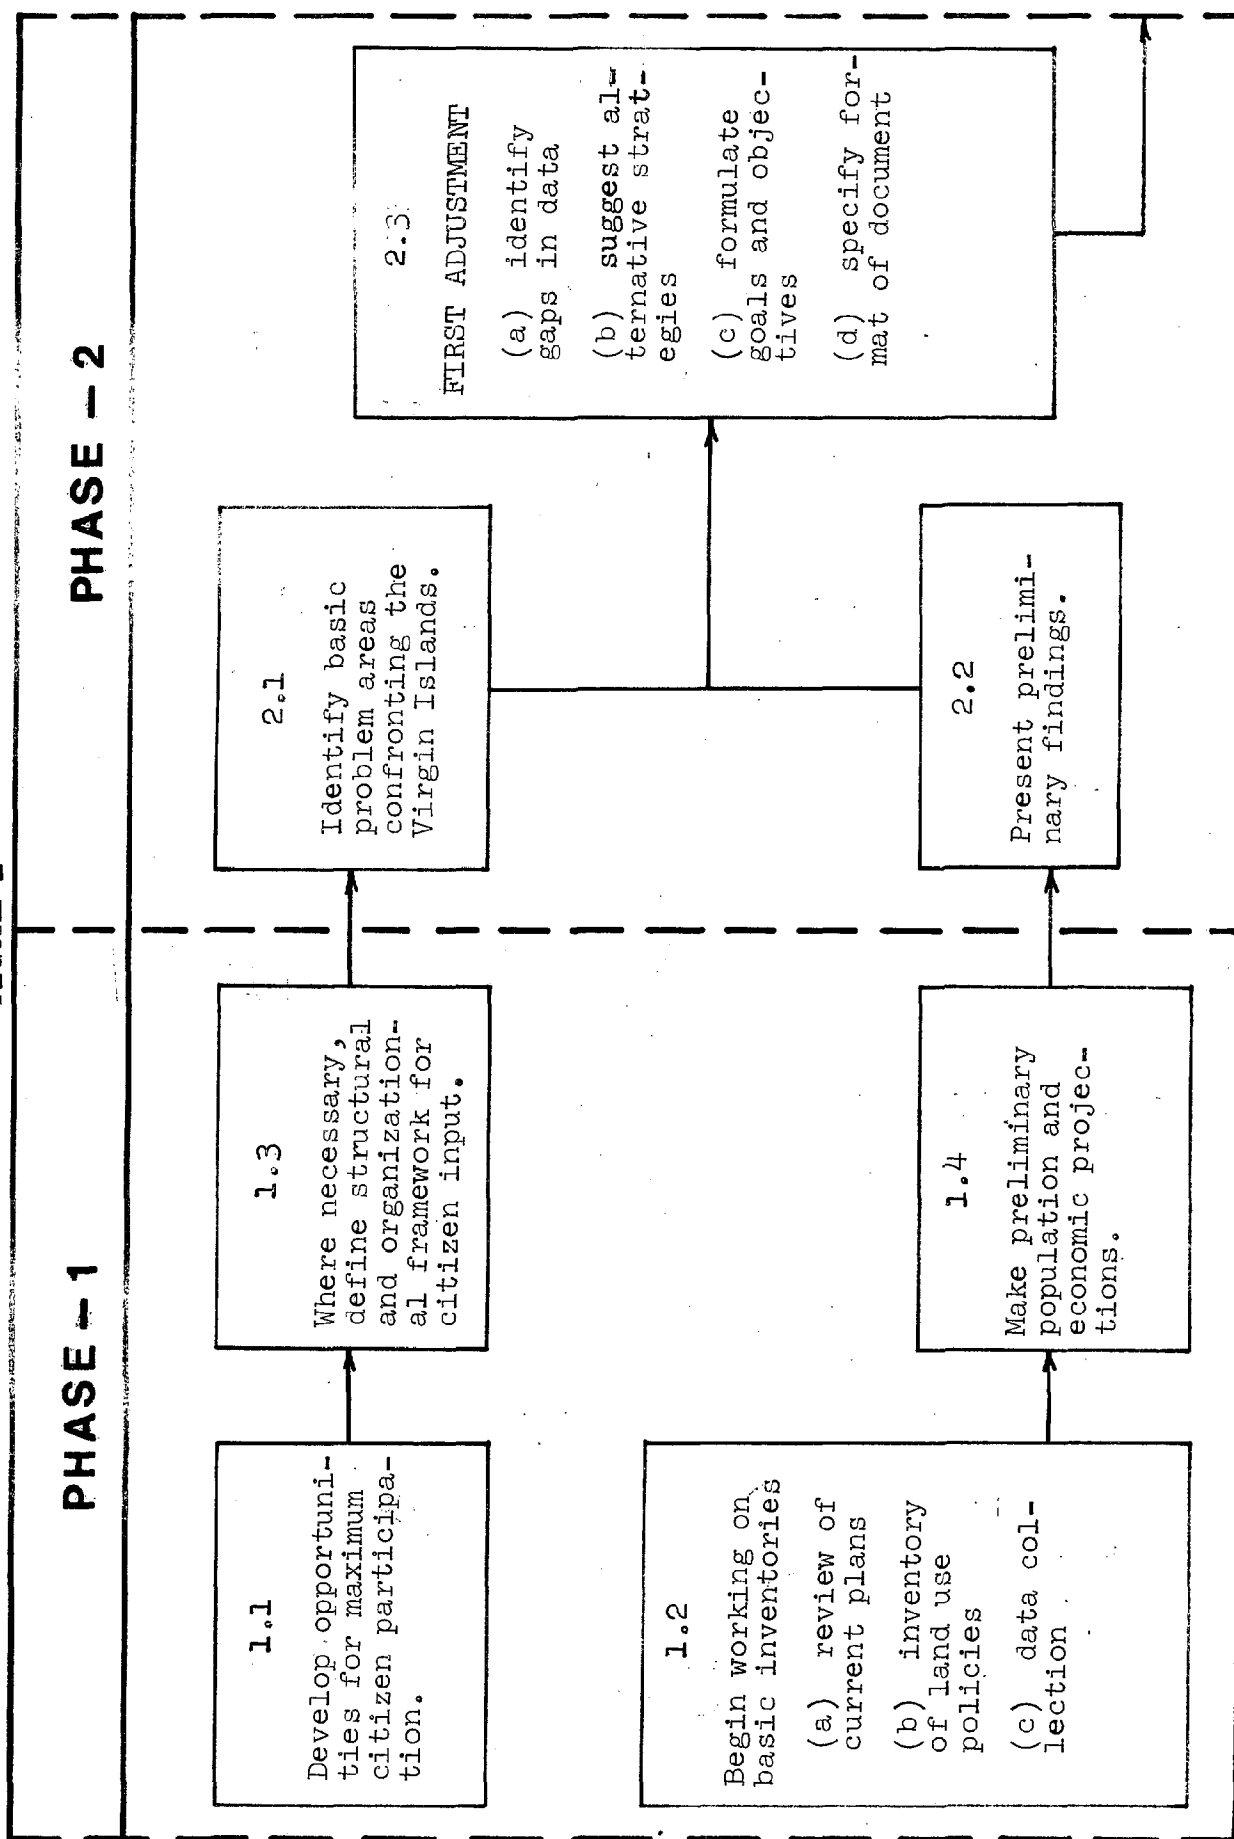 PHASE – 1
PHASE – 2
1.1
Develop opportuni-
ties for maximum
citizen participa-
tion.
1.2
Begin working on
basic inventories
(a) review of
current plans
(b) inventory
of land use
policies
(c) data col-
lection
1.3
Where necessary,
define structural
and organization-
al framework for
citizen input.
1.4
Make preliminary
population and
economic projec-
tions.
2.1
Identify basic
problem areas
confronting the
Virgin Islands.
2.2
Present prelimi-
nary findings.
2.3
FIRST ADJUSTMENT
(a) identify
gaps in data
(b) suggest al-
ternative strat-
egies
(c) formulate
goals and objec-
tives
(d) specify for-
mat of document